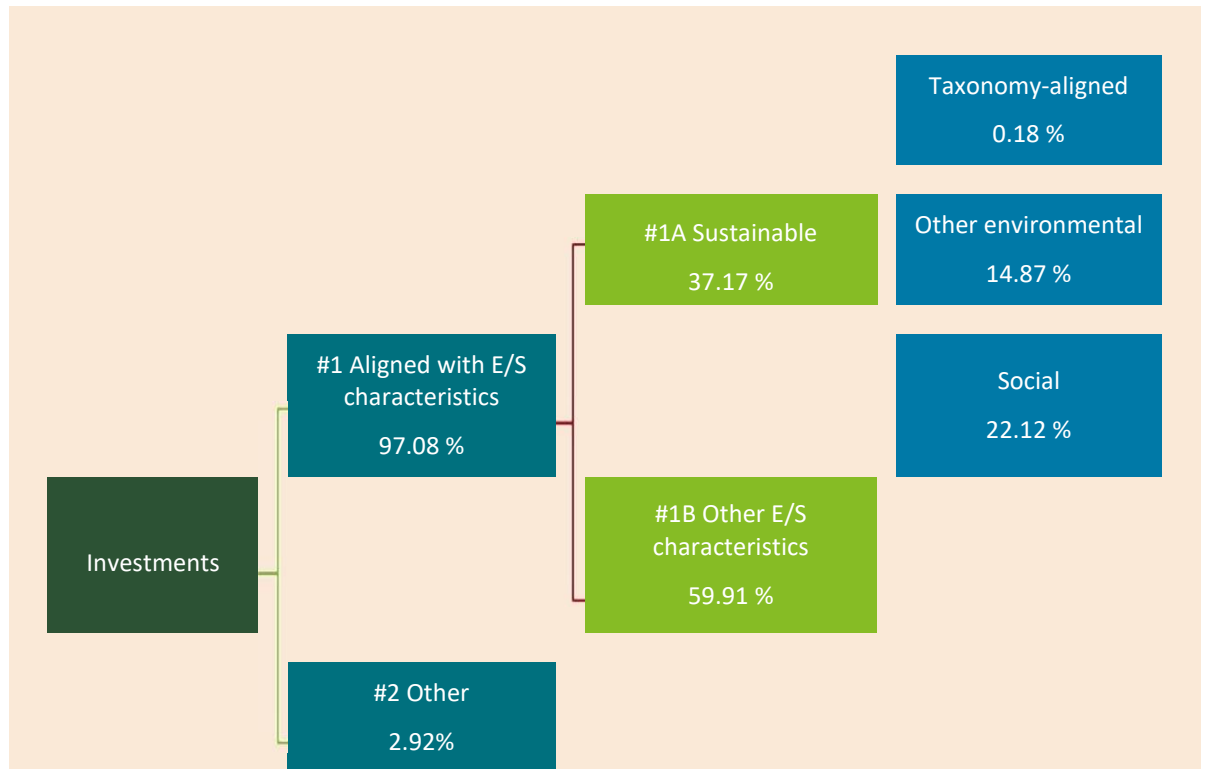 Taxonomy-aligned
0.18 %
#1A Sustainable
37.17 %
Other environmental
14.87 %
#1 Aligned with E/S
characteristics
97.08 %
Social
22.12 %
Investments
#1B Other E/S
characteristics
59.91 %
#2 Other
2.92%